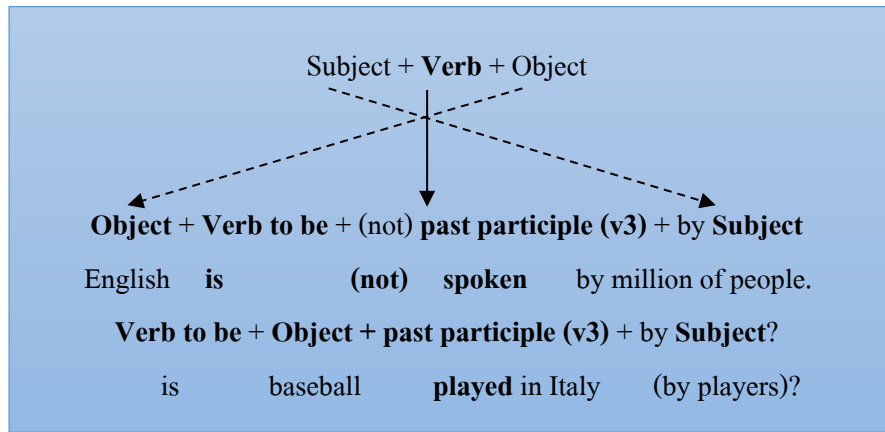 Subject + Verb + Object
Object + Verb to be + (not) past participle (v3) + by Subject
English is (not) spoken by million of people.
Verb to be + Object + past participle (v3) + by Subject?
is baseball played in Italy (by players)?